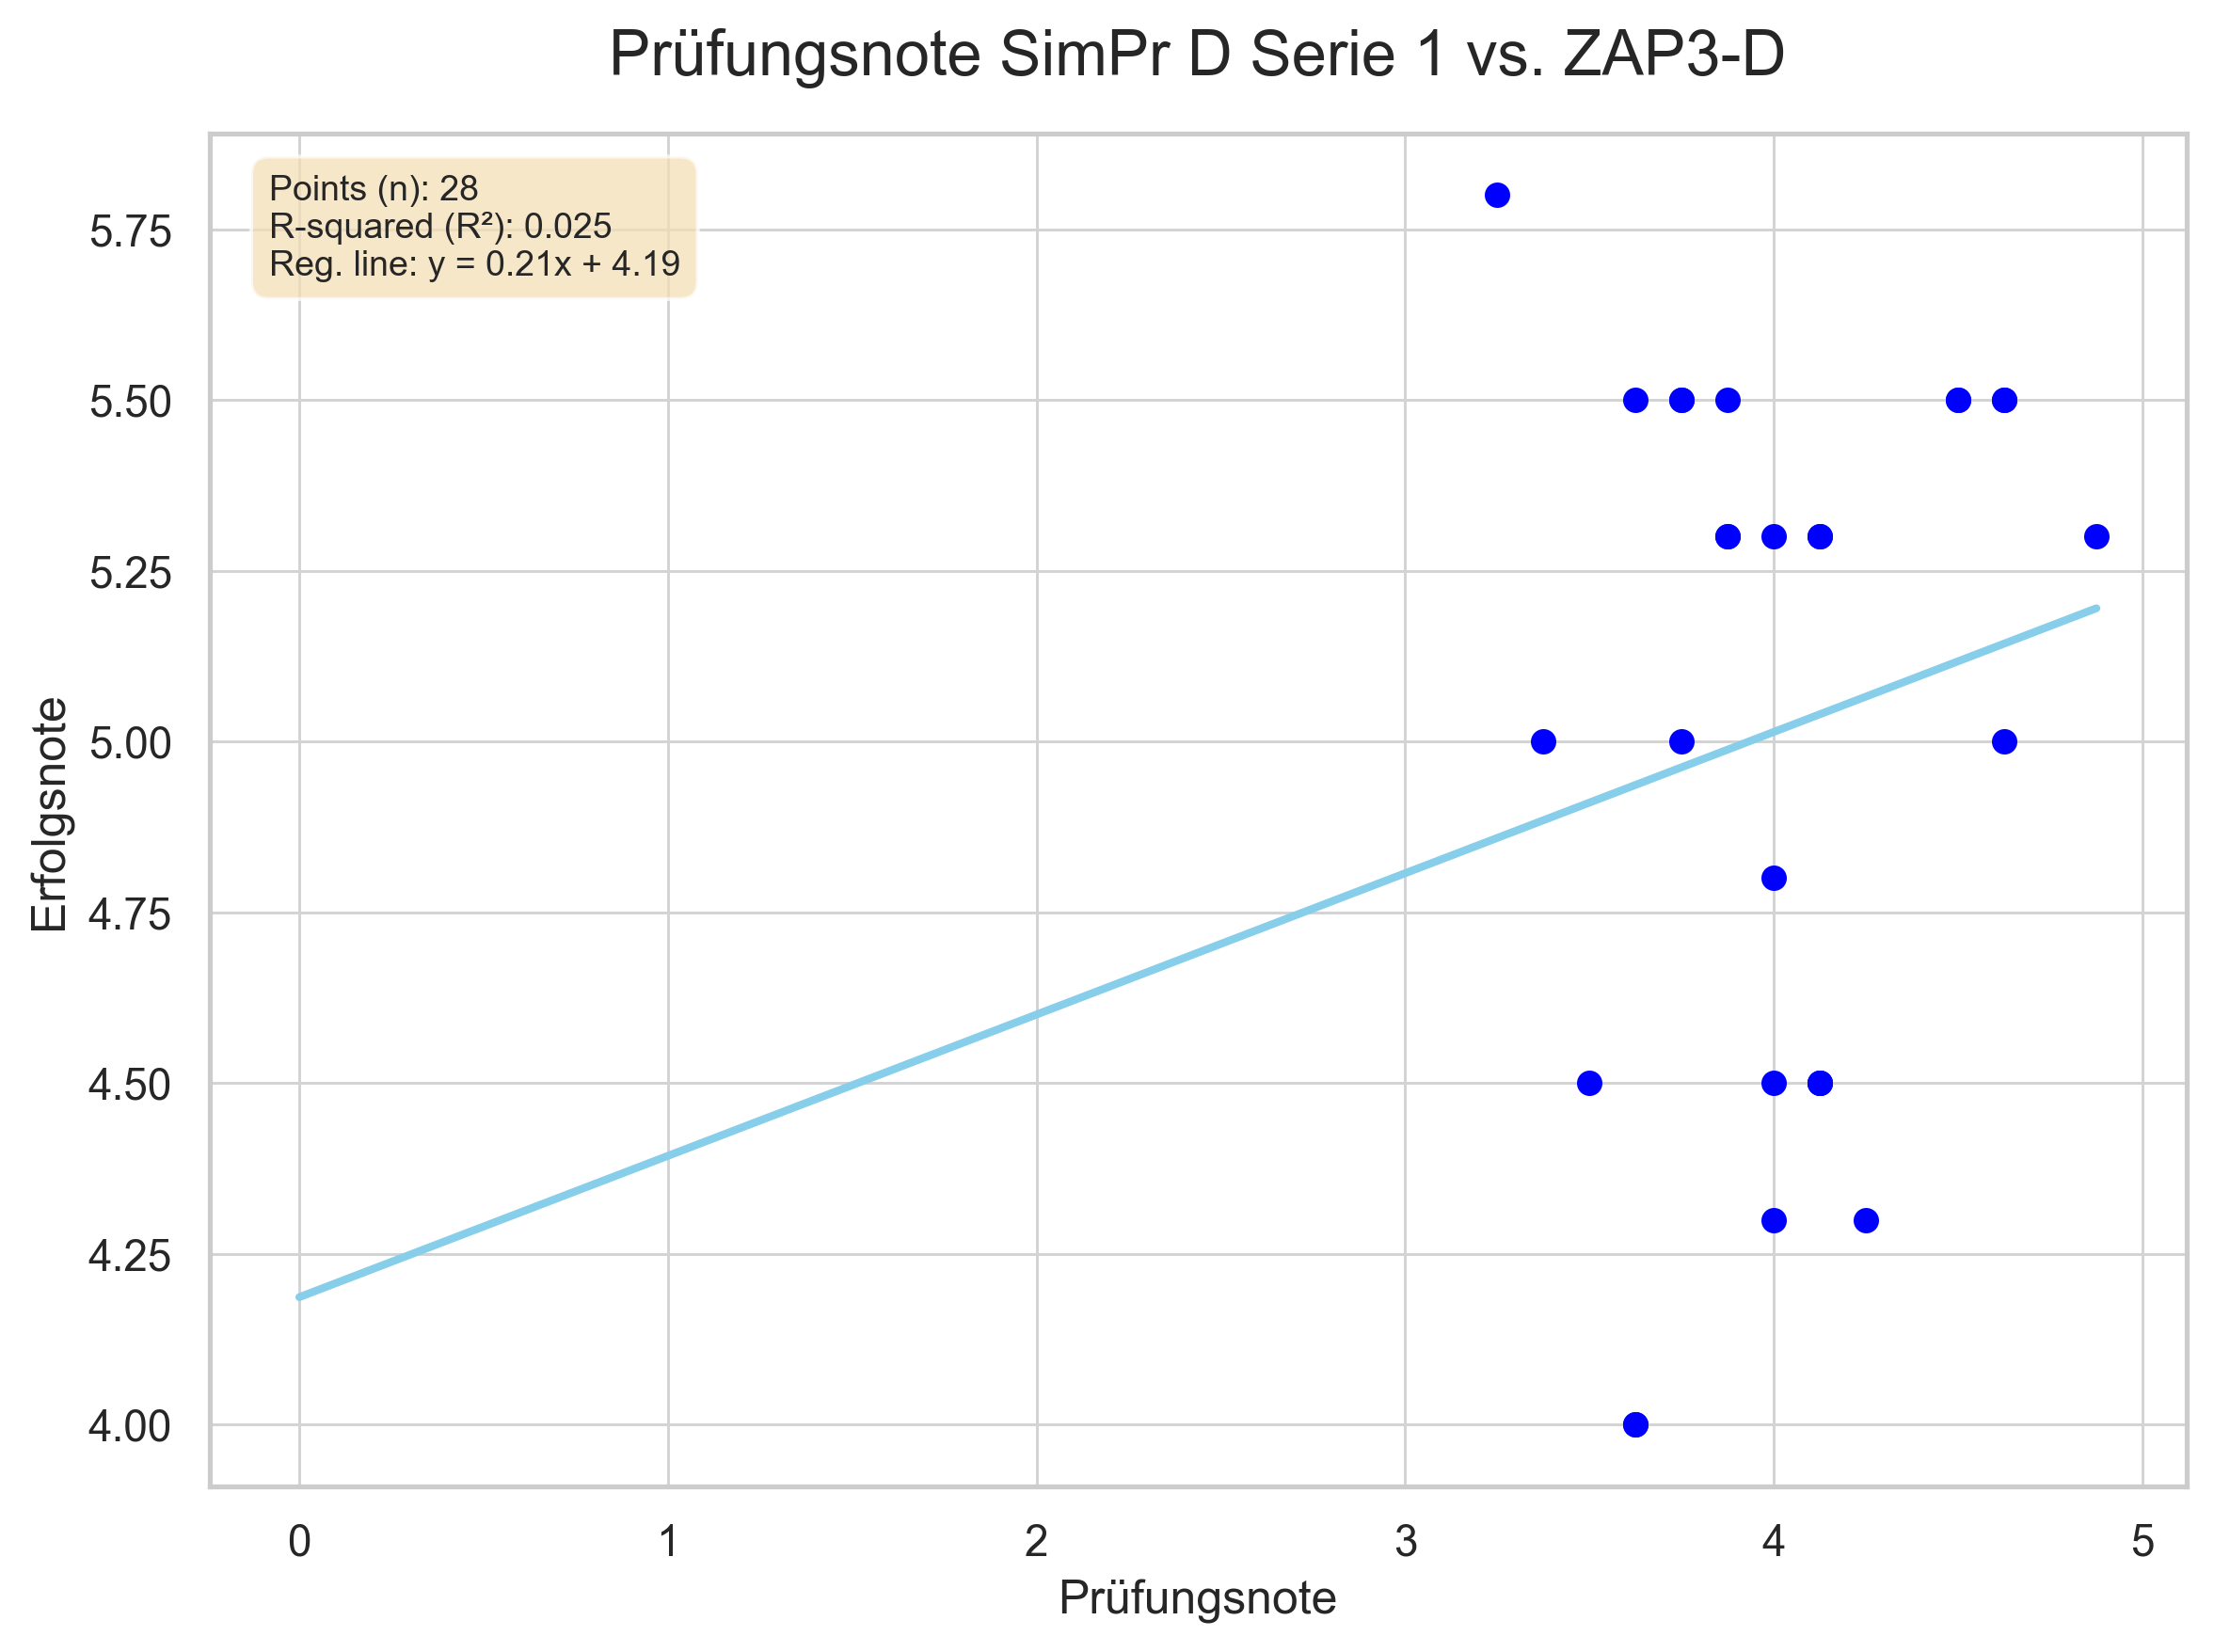 Prüfungsnote SimPr D Serie 1 vs. ZAP3-D
Points (n): 28
R-squared (R²): 0.025
Reg. line: y = 0.21x + 4.19
5.75
5.50
5.25
5.00
4.75
4.50
4.25
4.00
Erfolgsnote
0 1 2 3 4 5
Prüfungsnote